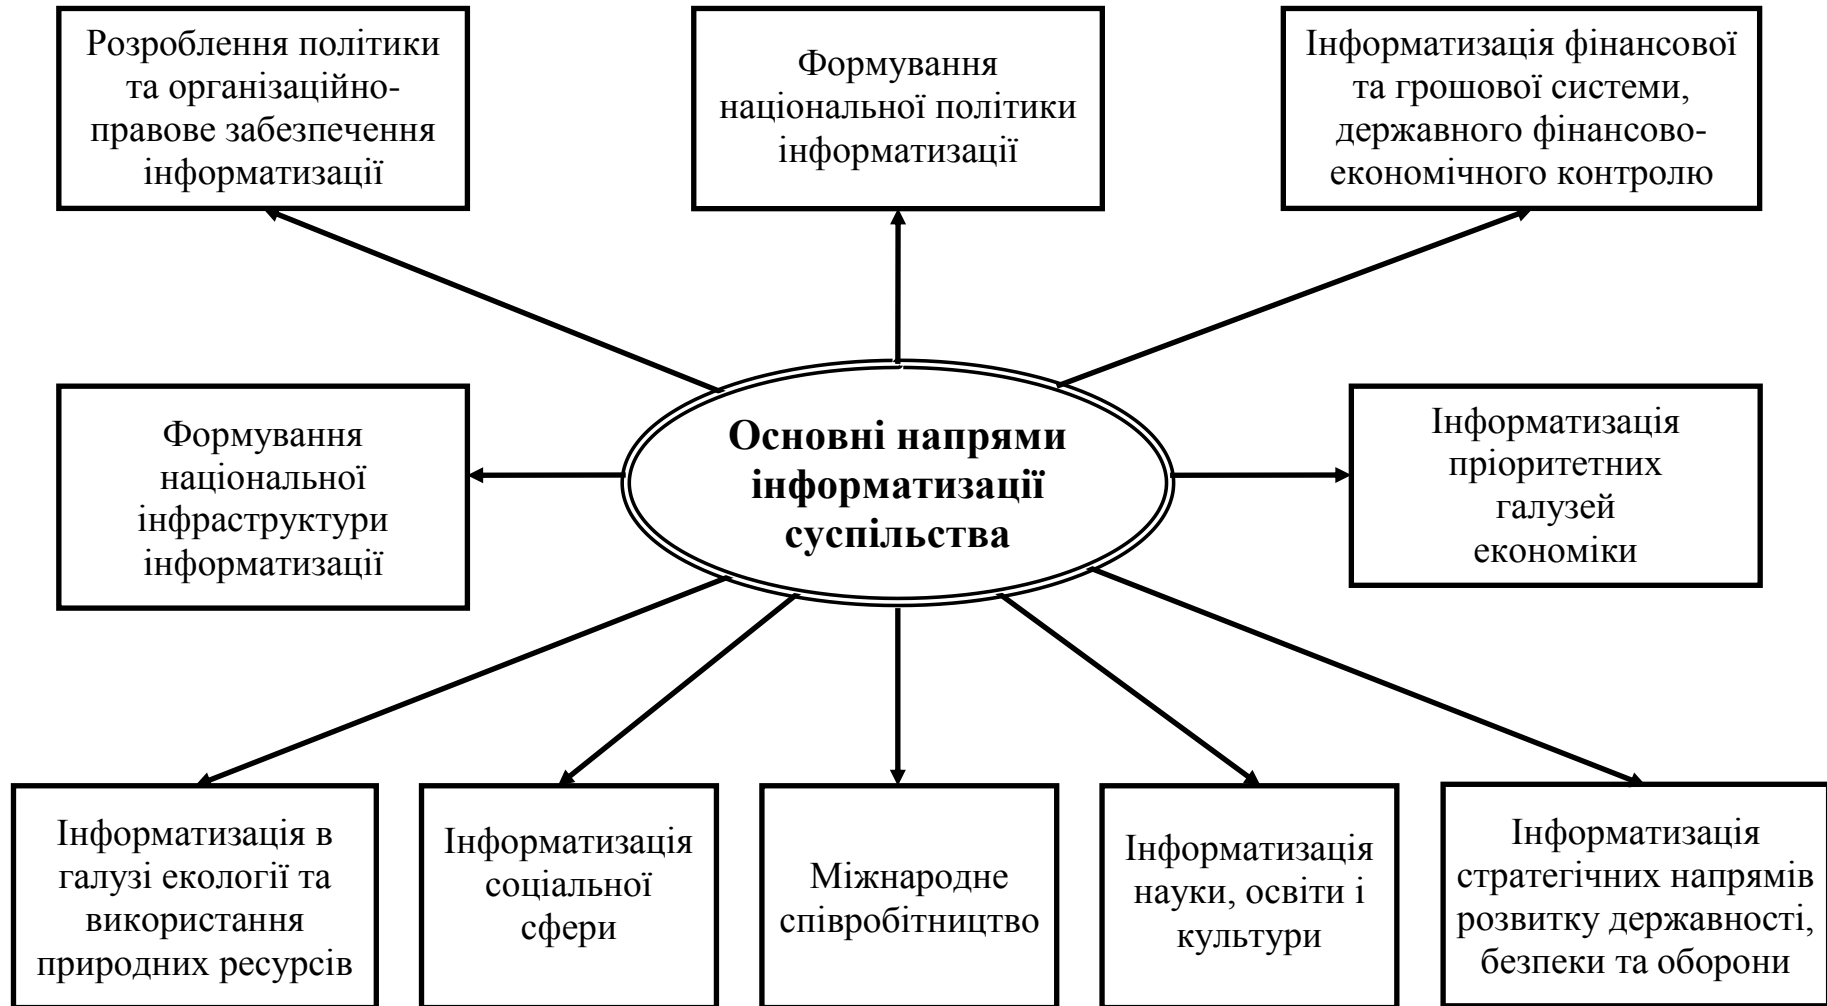 Розроблення політики
та організаційно-
правове забезпечення
інформатизації
Формування
національної політики
інформатизації
Інформатизація фінансової
та грошової системи,
державного фінансово-
економічного контролю
Формування
національної
інфраструктури
інформатизації
Основні напрями
інформатизації
суспільства
Інформатизація
пріоритетних
галузей
економіки
Інформатизація в
галузі екології та
використання
природних ресурсів
Інформатизація
соціальної
сфери
Міжнародне
співробітництво
Інформатизація
науки, освіти і
культури
Інформатизація
стратегічних напрямів
розвитку державності,
безпеки та оборони